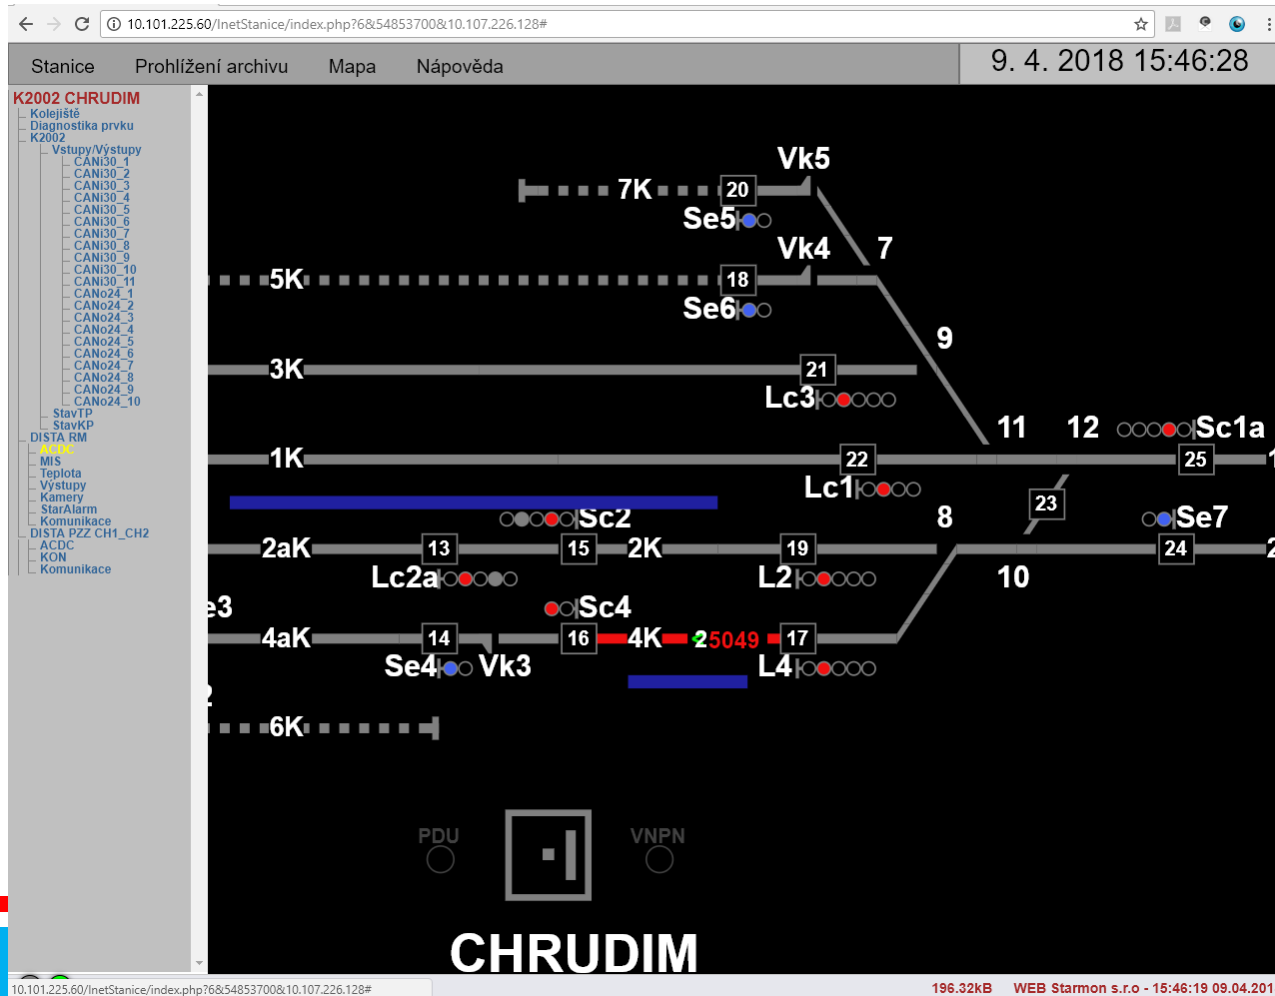 10.101.225.60/InetStanice/index.php?6&54853700&10.107.226.128#
Stanice Prohlížení archivu Mapa Nápověda
9. 4. 2018 15:46:28
K2002 CHRUDIM
Kolejiště
Diagnostika prvku
K2002
Vstupy/Výstupy
CANi30_1
CANi30_2
CANi30_3
CANi30_4
CANi30_5
CANi30_6
CANi30_7
CANi30_8
CANi30_9
CANi30_10
CANi30_11
CANo24_1
CANo24_2
CANo24_3
CANo24_4
CANo24_5
CANo24_6
CANo24_7
CANo24_8
CANo24_9
CANo24_10
StavTP
StavKP
DISTA RM
ACDC
MIS
Teplota
Výstupy
Kamery
StarAlarm
Komunikace
DISTA PZZ CH1_CH2
ACDC
KON
Komunikace
Vk5
7K 20
Se5
Vk4 7
5K 18
Se6
9
3K 21
Lc3
11 12 Sc1a
1K 22 25
Lc1
23
Sc2 8 Se7
2aK 13 15 2K 19 24
Lc2a L2 10
e3 Sc4
4aK 14 16 4K 25049 17
Se4 Vk3 L4
6K
PDU VNPN
CHRUDIM
10.101.225.60/InetStanice/index.php?6&54853700&10.107.226.128#
196.32kB WEB Starmon s.r.o - 15:46:19 09.04.201